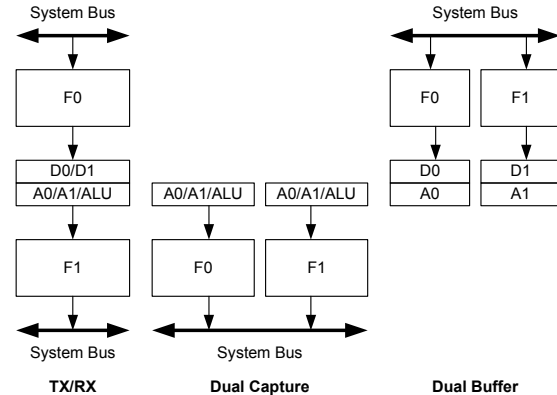 System Bus
F0
D0/D1
A0/A1/ALU
F1
System Bus
TX/RX
A0/A1/ALU
A0/A1/ALU
F0
F1
System Bus
Dual Capture
System Bus
F0
F1
D0
D1
A0
A1
Dual Buffer